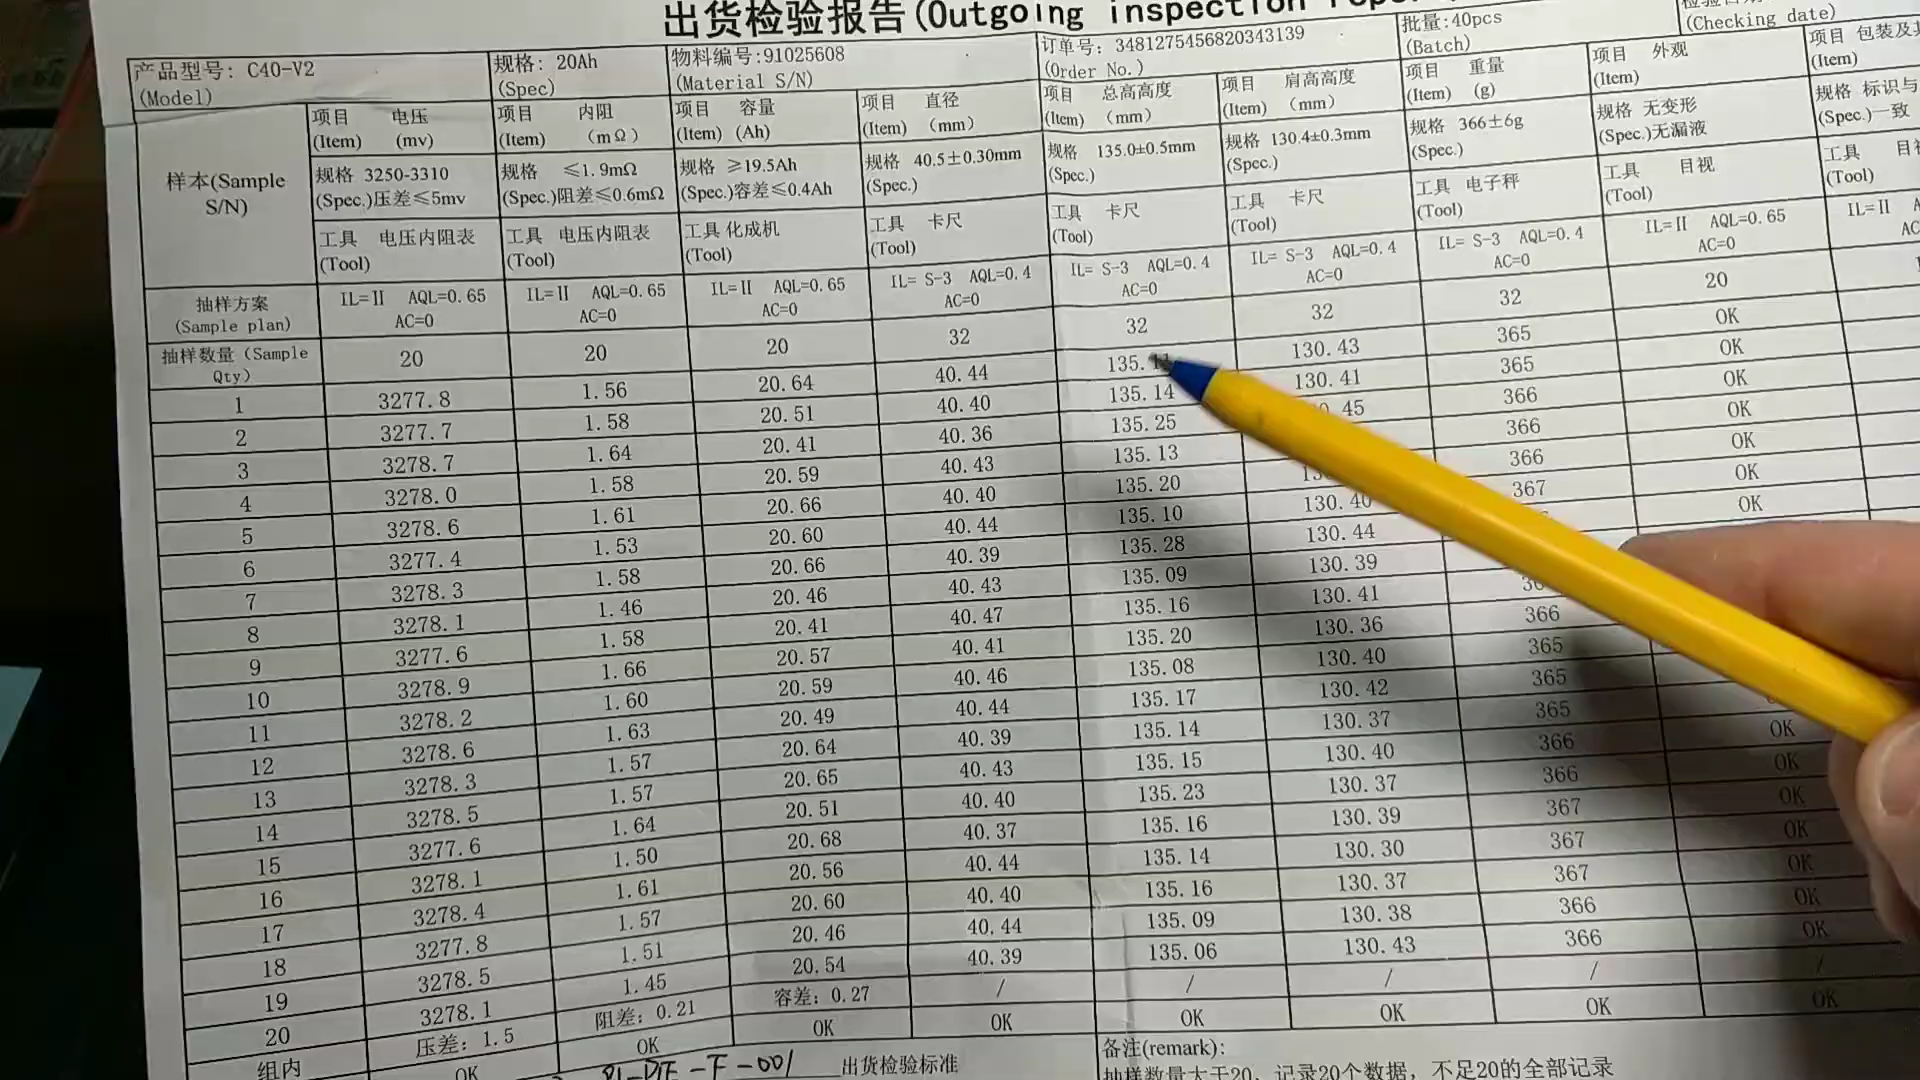 出货检验报告(Outgoing inspection
产品型号: C40-V2 规格: 20Ah 物料编号:91025608 订单号: 3481275456820343139 批量:40pcs
(Model) (Spec) (Material S/N) (Order No.) (Batch) (Checking date)
项目 电压 项目 内阻 项目 容量 项目 直径 项目 总高高度 项目 肩高高度 项目 重量 项目 外观 项目 包装及
(Item) (mv) (Item) (mΩ) (Item) (Ah) (Item) (mm) (Item) (mm) (Item) (mm) (Item) (g) (Item) (Item)
样本(Sample S/N)
规格 3250-3310 规格 ≤1.9mΩ 规格 ≥19.5Ah 规格 40.5±0.30mm 规格 135.0±0.5mm 规格 130.4±0.3mm 规格 366±6g 规格 无变形 规格 标识与
(Spec.)压差≤5mv (Spec.)阻差≤0.6mΩ (Spec.)容差≤0.4Ah (Spec.) (Spec.) (Spec.) (Spec.) (Spec.)无漏液 (Spec.)一致
工具 电压内阻表 工具 电压内阻表 工具 化成机 工具 卡尺 工具 卡尺 工具 卡尺 工具 电子秤 工具 目视 工具
(Tool) (Tool) (Tool) (Tool) (Tool) (Tool) (Tool) (Tool) (Tool)
抽样方案 IL=Ⅱ AQL=0.65 IL=Ⅱ AQL=0.65 IL=Ⅱ AQL=0.65 IL= S-3 AQL=0.4 IL= S-3 AQL=0.4 IL= S-3 AQL=0.4 IL= S-3 AQL=0.4 IL=Ⅱ AQL=0.65 IL=Ⅱ
(Sample plan) AC=0 AC=0 AC=0 AC=0 AC=0 AC=0 AC=0 AC=0
抽样数量（Sample Qty） 20 20 20 32 32 32 32 20
1 3277.8 1.56 20.64 40.44 130.43 365 OK
2 3277.7 1.58 20.51 40.40 135.14 130.41 365 OK
3 3278.7 1.64 20.41 40.36 135.25 366 OK
4 3278.0 1.58 20.59 40.43 135.13 366 OK
5 3278.6 1.61 20.66 40.40 135.20 366 OK
6 3277.4 1.53 20.60 40.44 135.10 130.40 367 OK
7 3278.3 1.58 20.66 40.39 135.28 130.44 OK
8 3278.1 1.46 20.46 40.43 135.09 130.39
9 3277.6 1.58 20.41 40.47 135.16 130.41
10 3278.9 1.66 20.57 40.41 135.20 130.36 366
11 3278.2 1.60 20.59 40.46 135.08 130.40 365
12 3278.6 1.63 20.49 40.44 135.17 130.42 365
13 3278.3 1.57 20.64 40.39 135.14 130.37 365
14 3278.5 1.57 20.65 40.43 135.15 130.40 366 OK
15 3277.6 1.64 20.51 40.40 135.23 130.37 366 OK
16 3278.1 1.50 20.68 40.37 135.16 130.39 367 OK
17 3278.4 1.61 20.56 40.44 135.14 130.30 367 OK
18 3277.8 1.57 20.60 40.40 135.16 130.37 367 OK
19 3278.5 1.51 20.46 40.44 135.09 130.38 366 OK
20 3278.1 1.45 20.54 40.39 135.06 130.43 366 OK
组内 压差: 1.5 阻差: 0.21 容差: 0.27 / / / / /
OK OK OK OK OK OK OK OK
出货检验标准 备注(remark):
抽样数量大于20，记录20个数据，不足20的全部记录